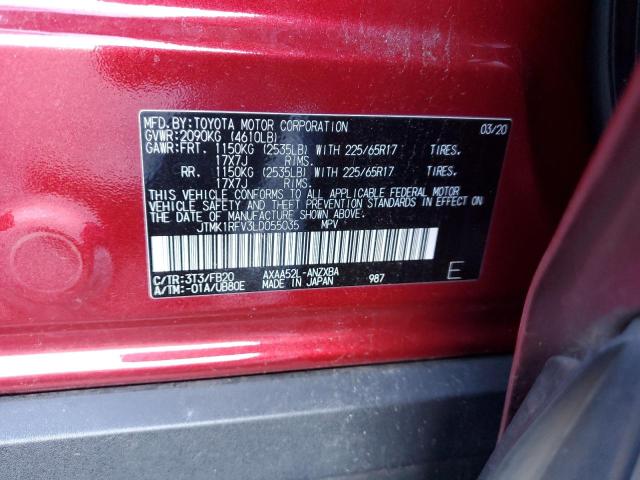 MFD.BY:TOYOTA MOTOR CORPORATION 03/20
GVWR:2090KG (4610LB)
GAWR:FRT. 1150KG (2535LB) WITH 225/65R17 TIRES.
17X7J RIMS.
RR. 1150KG (2535LB) WITH 225/65R17 TIRES.
17X7J RIMS.
THIS VEHICLE CONFORMS TO ALL APPLICABLE FEDERAL MOTOR
VEHICLE SAFETY AND THEFT PREVENTION STANDARDS IN EFFECT ON
THE DATE OF MANUFACTURE SHOWN ABOVE.
JTMK1RFV3LD055035 MPV
C/TR:3T3/FB20 AXAA52L-ANZXBA 987
A/TM:-01A/UB80E MADE IN JAPAN E